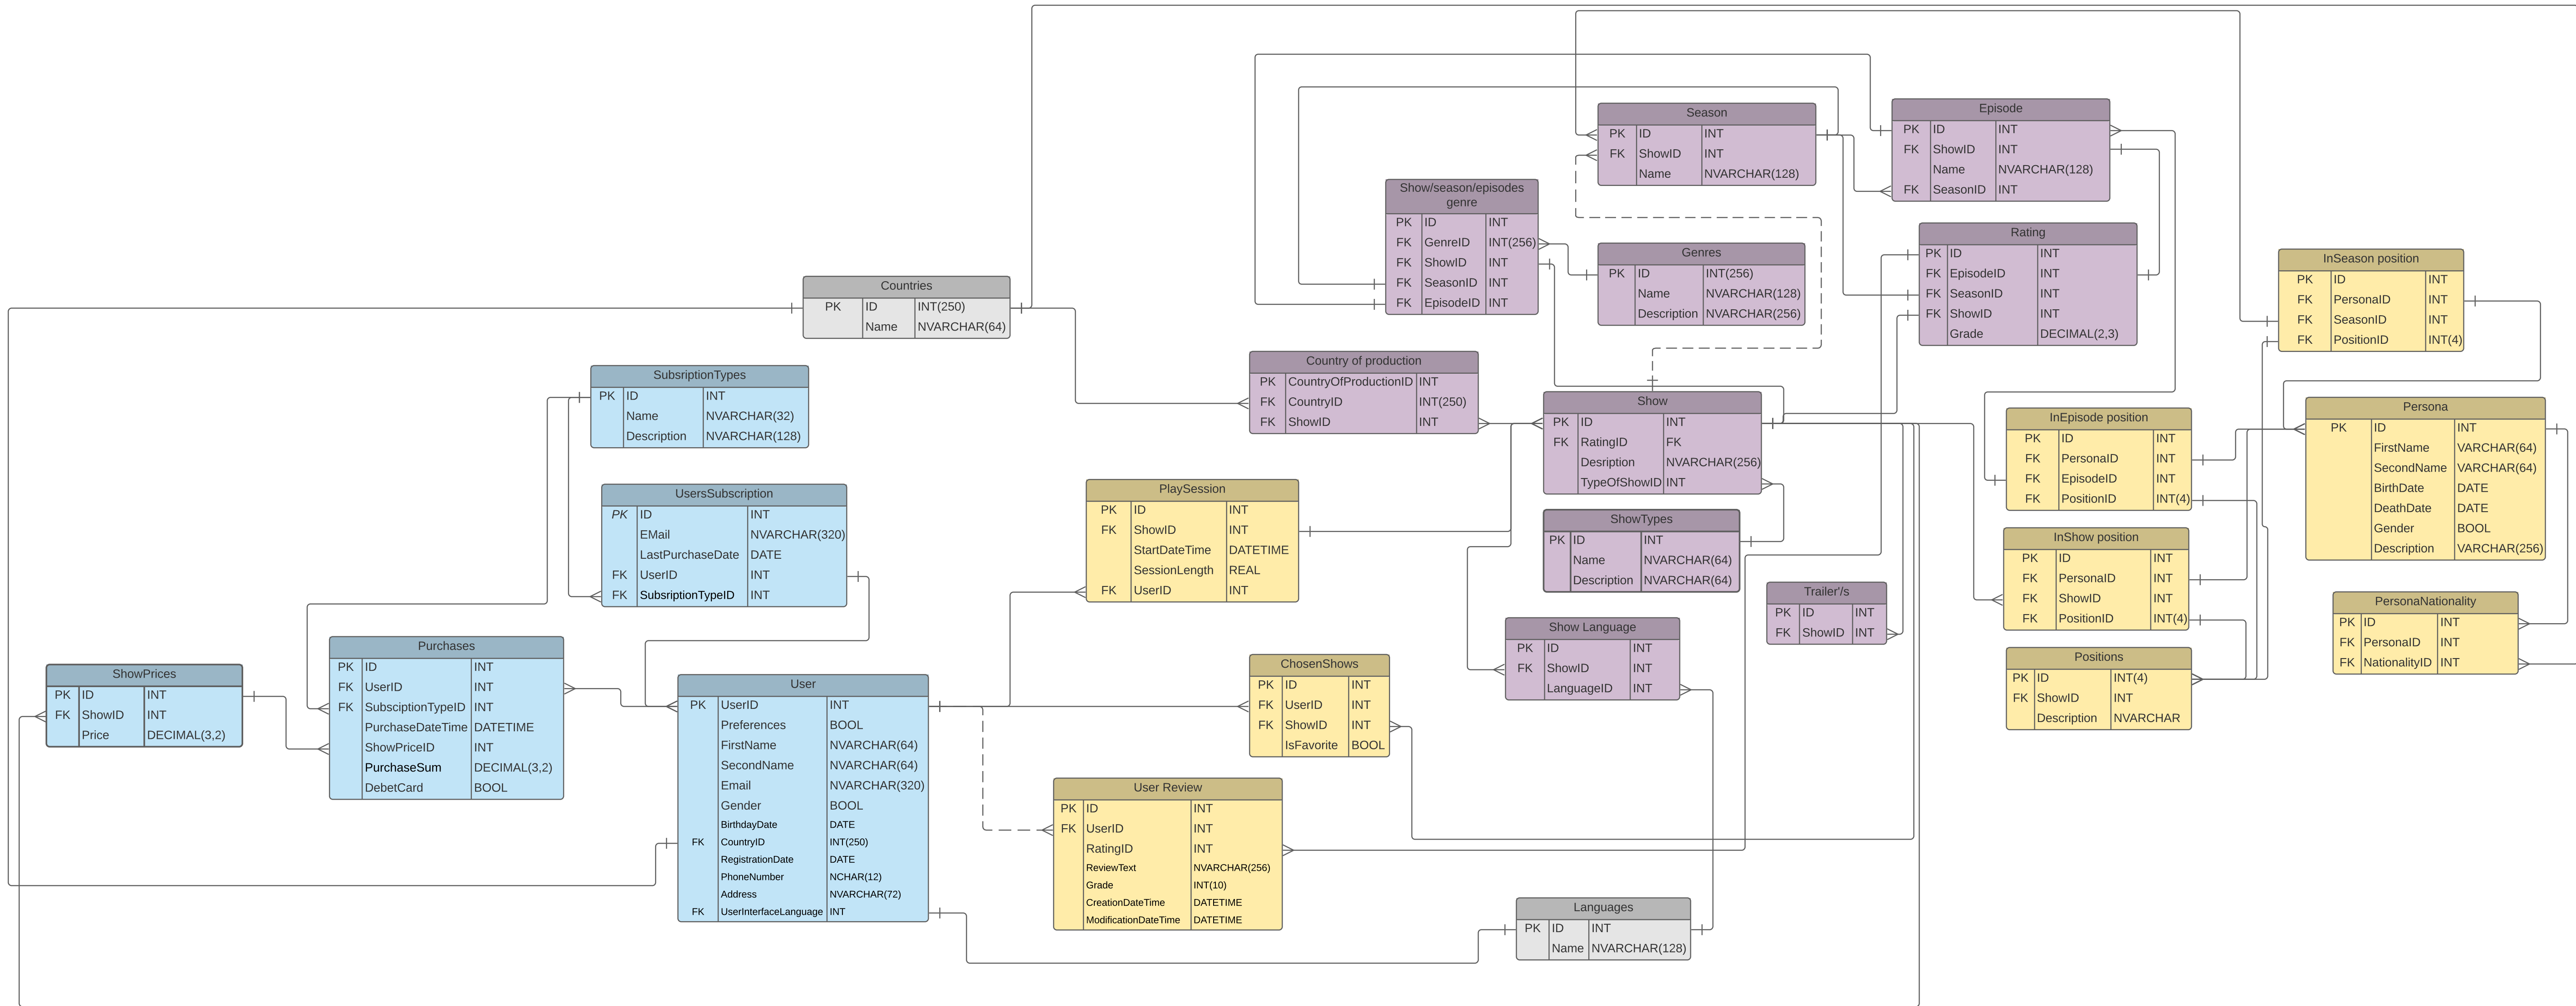 Season
PK ID INT
FK ShowID INT
Name NVARCHAR(128)
Episode
PK ID INT
FK ShowID INT
Name NVARCHAR(128)
FK SeasonID INT
Show/season/episodes
genre
PK ID INT
FK GenreID INT(256)
FK ShowID INT
FK SeasonID INT
FK EpisodeID INT
Genres
PK ID INT(256)
Name NVARCHAR(128)
Description NVARCHAR(256)
Rating
PK ID INT
FK EpisodeID INT
FK SeasonID INT
FK ShowID INT
Grade DECIMAL(2,3)
InSeason position
PK ID INT
FK PersonaID INT
FK SeasonID INT
FK PositionID INT(4)
Countries
PK ID INT(250)
Name NVARCHAR(64)
Country of production
PK CountryOfProductionID INT
FK CountryID INT(250)
FK ShowID INT
SubsriptionTypes
PK ID INT
Name NVARCHAR(32)
Description NVARCHAR(128)
Show
PK ID INT
FK RatingID FK
Desription NVARCHAR(256)
TypeOfShowID INT
InEpisode position
PK ID INT
FK PersonaID INT
FK EpisodeID INT
FK PositionID INT(4)
Persona
PK ID INT
FirstName VARCHAR(64)
SecondName VARCHAR(64)
BirthDate DATE
DeathDate DATE
Gender BOOL
Description VARCHAR(256)
UsersSubscription
PK ID INT
EMail NVARCHAR(320)
LastPurchaseDate DATE
FK UserID INT
FK SubsriptionTypeID INT
PlaySession
PK ID INT
FK ShowID INT
StartDateTime DATETIME
SessionLength REAL
FK UserID INT
ShowTypes
PK ID INT
Name NVARCHAR(64)
Description NVARCHAR(64)
InShow position
PK ID INT
FK PersonaID INT
FK ShowID INT
FK PositionID INT(4)
Trailer'/s
PK ID INT
FK ShowID INT
PersonaNationality
PK ID INT
FK PersonaID INT
FK NationalityID INT
Show Language
PK ID INT
FK ShowID INT
LanguageID INT
Positions
PK ID INT(4)
FK ShowID INT
Description NVARCHAR
ShowPrices
PK ID INT
FK ShowID INT
Price DECIMAL(3,2)
Purchases
PK ID INT
FK UserID INT
FK SubsciptionTypeID INT
PurchaseDateTime DATETIME
ShowPriceID INT
PurchaseSum DECIMAL(3,2)
DebetCard BOOL
User
PK UserID INT
Preferences BOOL
FirstName NVARCHAR(64)
SecondName NVARCHAR(64)
Email NVARCHAR(320)
Gender BOOL
BirthdayDate DATE
FK CountryID INT(250)
RegistrationDate DATE
PhoneNumber NCHAR(12)
Address NVARCHAR(72)
FK UserInterfaceLanguage INT
ChosenShows
PK ID INT
FK UserID INT
FK ShowID INT
IsFavorite BOOL
User Review
PK ID INT
FK UserID INT
RatingID INT
ReviewText NVARCHAR(256)
Grade INT(10)
CreationDateTime DATETIME
ModificationDateTime DATETIME
Languages
PK ID INT
Name NVARCHAR(128)